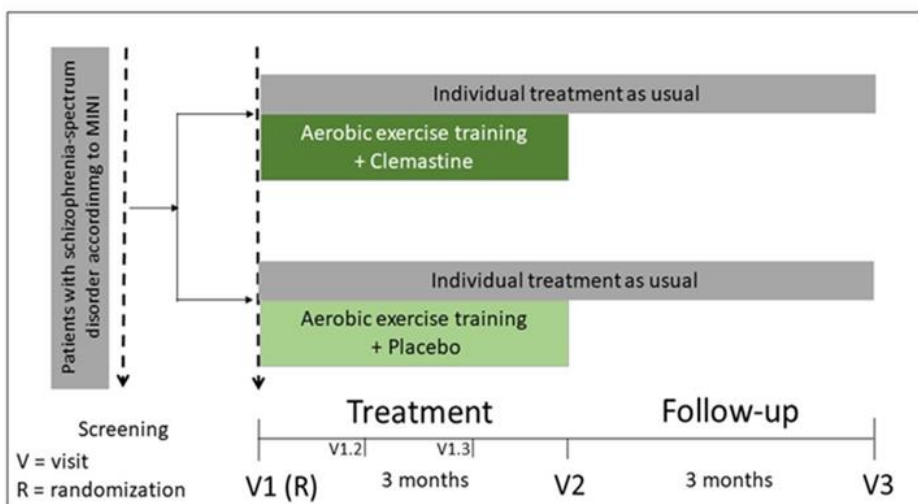 Patients with schizophrenia-spectrum
disorder accordinmg to MINI
Individual treatment as usual
Aerobic exercise training
+ Clemastine
Individual treatment as usual
Aerobic exercise training
+ Placebo
Screening
V = visit
R = randomization
Treatment
Follow-up
V1.2
V1.3
V1 (R)
3 months
V2
3 months
V3